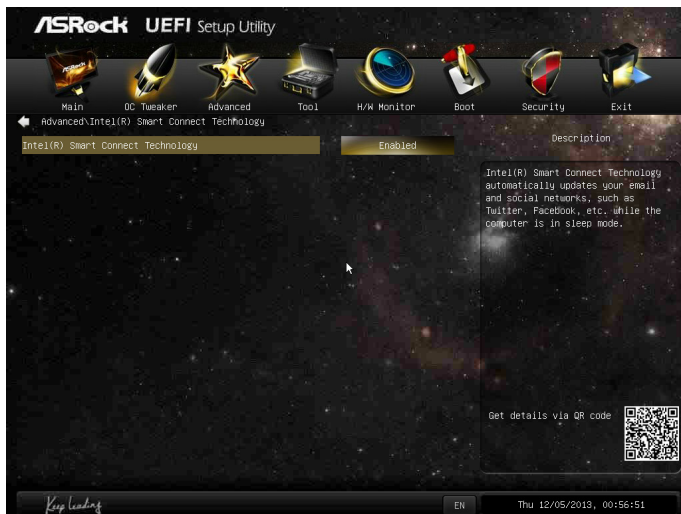 ASRock UEFI Setup Utility
Main OC Tweaker Advanced Tool H/W Monitor Boot Security Exit
Advanced\Intel(R) Smart Connect Technology
Intel(R) Smart Connect Technology Enabled
Description
Intel(R) Smart Connect Technology
automatically updates your email
and social networks, such as
Twitter, Facebook, etc. while the
computer is in sleep mode.
Get details via QR code
Keep Leading
EN
Thu 12/05/2013, 00:56:51